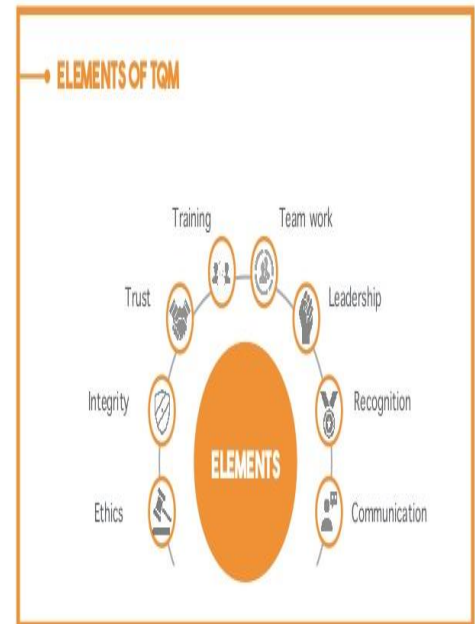 ELEMENTS OF TQM
Training
Team work
Trust
Leadership
Integrity
Recognition
ELEMENTS
Ethics
Communication